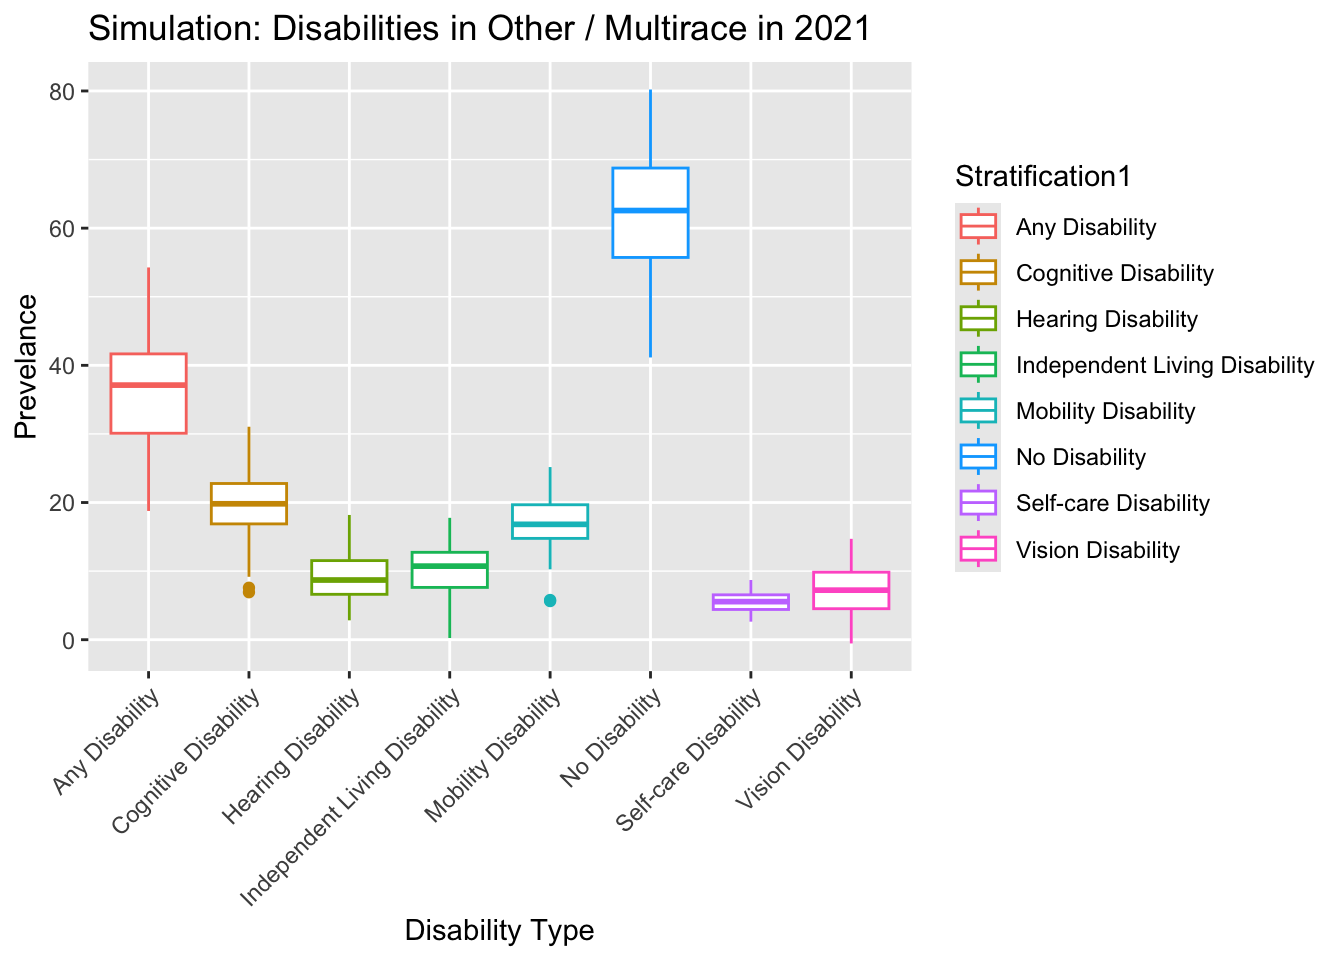 Simulation: Disabilities in Other / Multirace in 2021
Prevelance
80
60
40
20
0
Any Disability
Cognitive Disability
Hearing Disability
Independent Living Disability
Mobility Disability
No Disability
Self-care Disability
Vision Disability
Disability Type
Stratification1
Any Disability
Cognitive Disability
Hearing Disability
Independent Living Disability
Mobility Disability
No Disability
Self-care Disability
Vision Disability